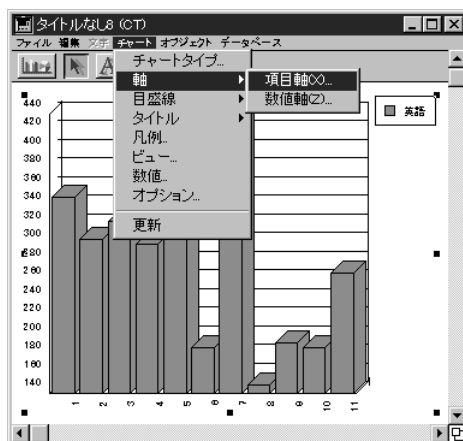 タイトルなし8 (CT)
ファイル 編集 文字 チャート オブジェクト データベース
A
チャートタイプ...
軸
目盛線
タイトル
凡例...
ビュー...
数値...
オプション...
更新
項目軸(X)...
数値軸(Z)...
英語
440
420
400
380
360
340
320
300
280
260
240
220
200
180
160
140
1 2 3 4 5 6 7 8 9 10 11